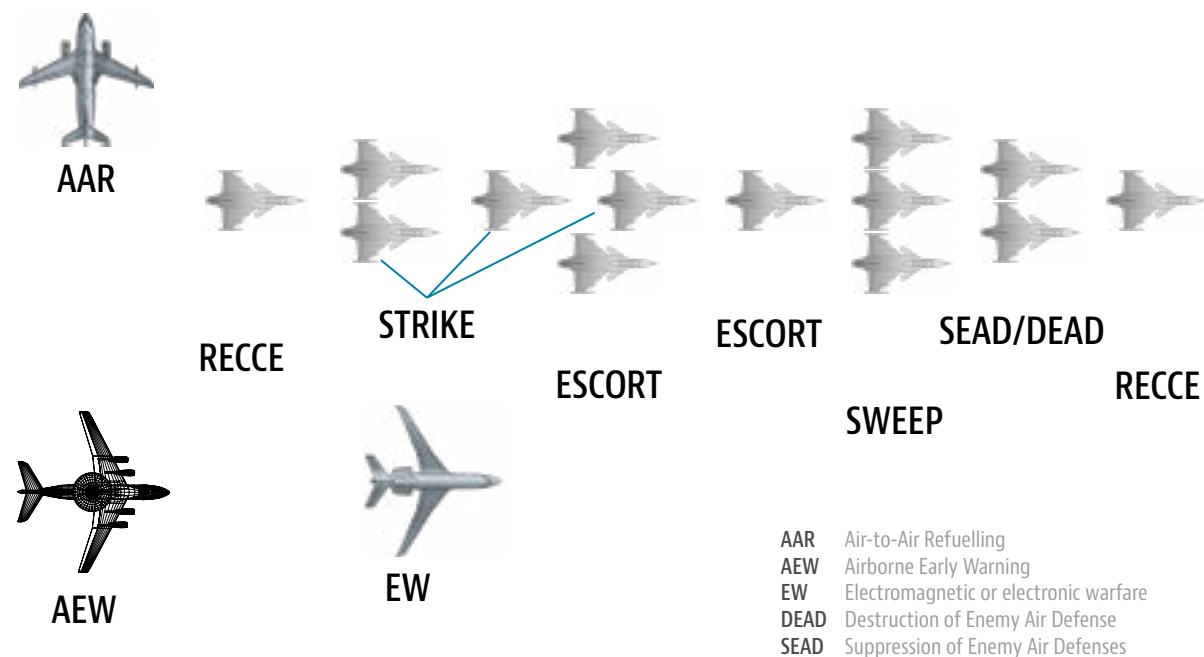 AAR
STRIKE
RECCE
ESCORT
ESCORT
SEAD/DEAD
RECCE
SWEEP
AEW
EW
AAR Air-to-Air Refuelling
AEW Airborne Early Warning
EW Electromagnetic or electronic warfare
DEAD Destruction of Enemy Air Defense
SEAD Suppression of Enemy Air Defenses